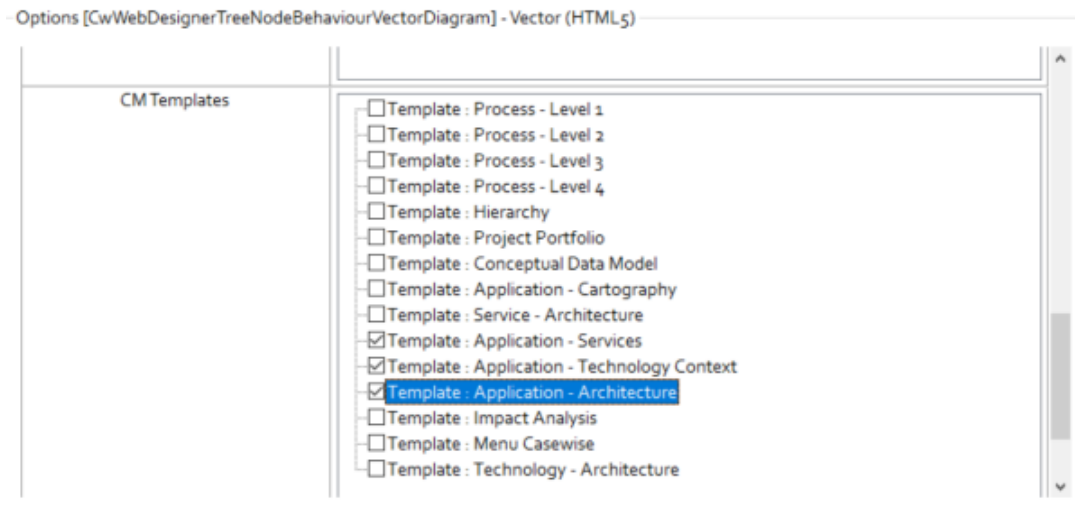 Options [CwWebDesignerTreeNodeBehaviourVectorDiagram] - Vector (HTML5)
CM Templates
Template : Process - Level 1
Template : Process - Level 2
Template : Process - Level 3
Template : Process - Level 4
Template : Hierarchy
Template : Project Portfolio
Template : Conceptual Data Model
Template : Application - Cartography
Template : Service - Architecture
Template : Application - Services
Template : Application - Technology Context
Template : Application - Architecture
Template : Impact Analysis
Template : Menu Casewise
Template : Technology - Architecture